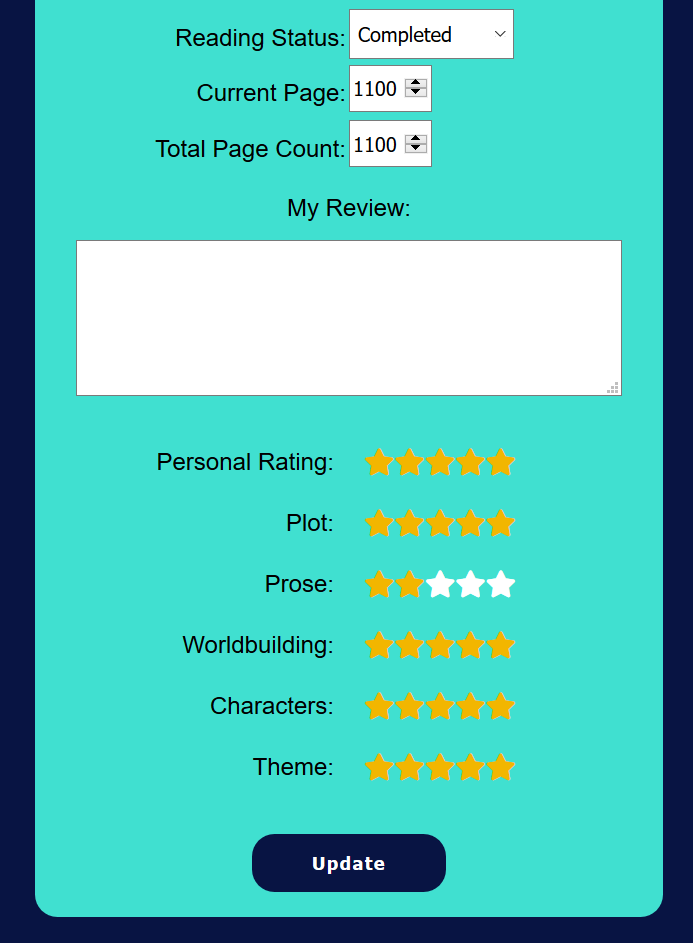 Reading Status: Completed
Current Page: 1100
Total Page Count: 1100
My Review:
Personal Rating:
Plot:
Prose:
Worldbuilding:
Characters:
Theme:
Update